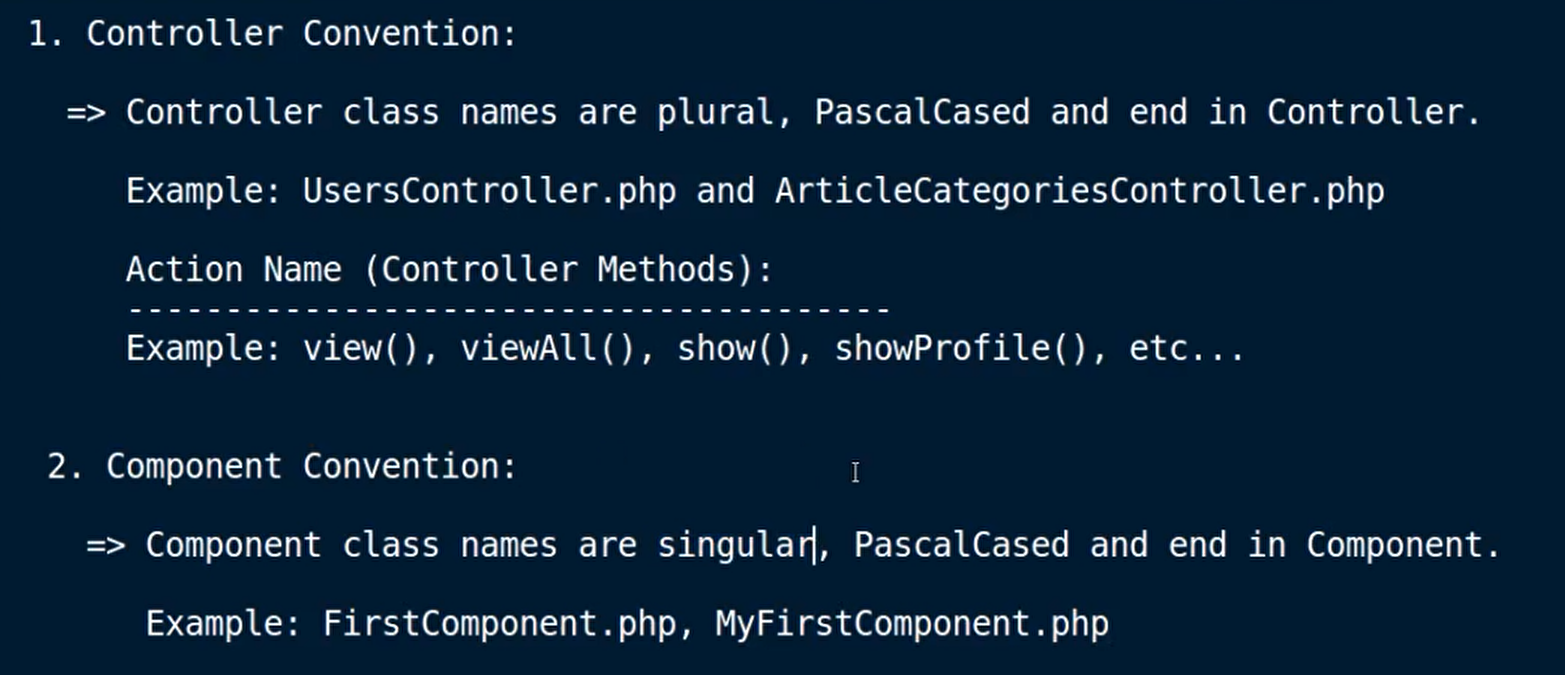 1. Controller Convention:
=> Controller class names are plural, PascalCased and end in Controller.
Example: UsersController.php and ArticleCategoriesController.php
Action Name (Controller Methods):
---------------------------------------
Example: view(), viewAll(), show(), showProfile(), etc...
2. Component Convention:
=> Component class names are singular, PascalCased and end in Component.
Example: FirstComponent.php, MyFirstComponent.php